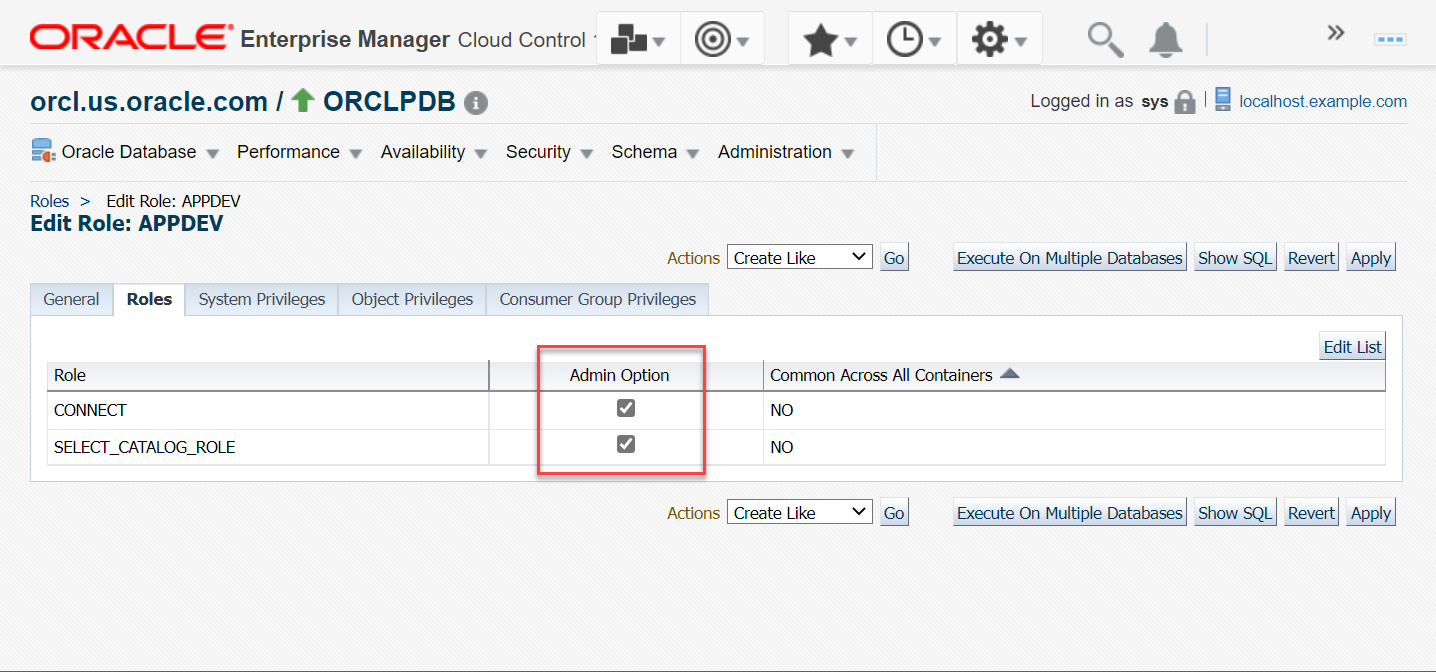 ORACLE Enterprise Manager Cloud Control
orcl.us.oracle.com / ORCLPDB
Logged in as sys | localhost.example.com
Oracle Database Performance Availability Security Schema Administration
Roles > Edit Role: APPDEV
Edit Role: APPDEV
Actions Create Like Go Execute On Multiple Databases Show SQL Revert Apply
General Roles System Privileges Object Privileges Consumer Group Privileges
Edit List
Role Admin Option Common Across All Containers
CONNECT NO
SELECT_CATALOG_ROLE NO
Actions Create Like Go Execute On Multiple Databases Show SQL Revert Apply